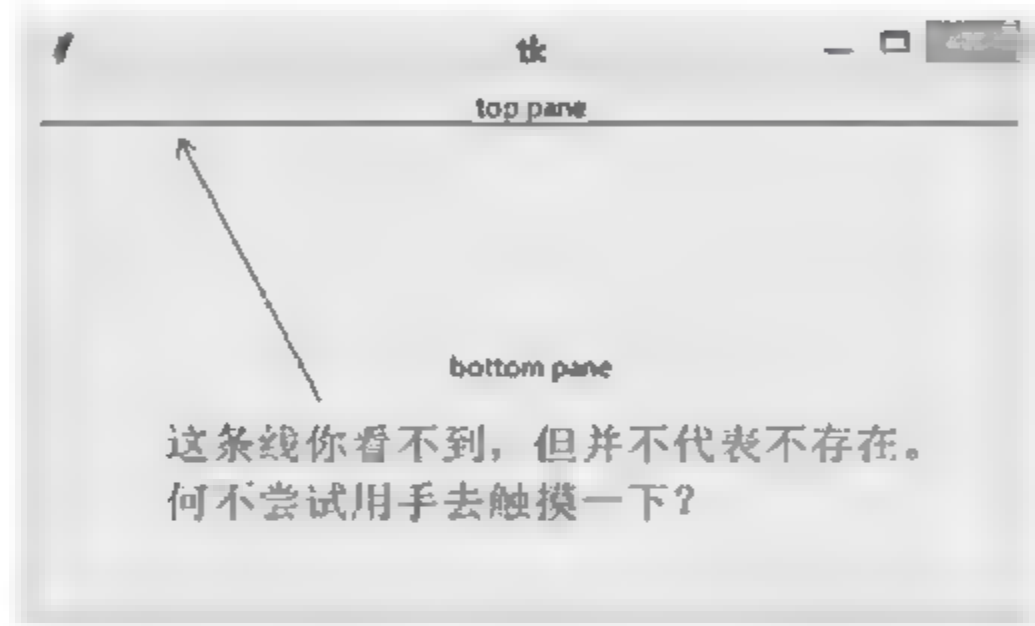 tk
top pane
bottom pane
这条线你看不到，但并不代表不存在。
何不尝试用手去触摸一下？